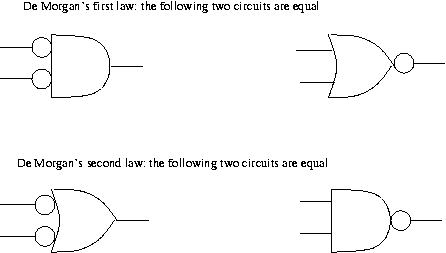 De Morgan's first law: the following two circuits are equal
De Morgan's second law: the following two circuits are equal